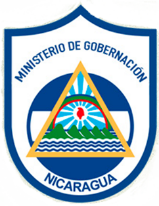 MINISTERIO DE GOBERNACIÓN
NICARAGUA